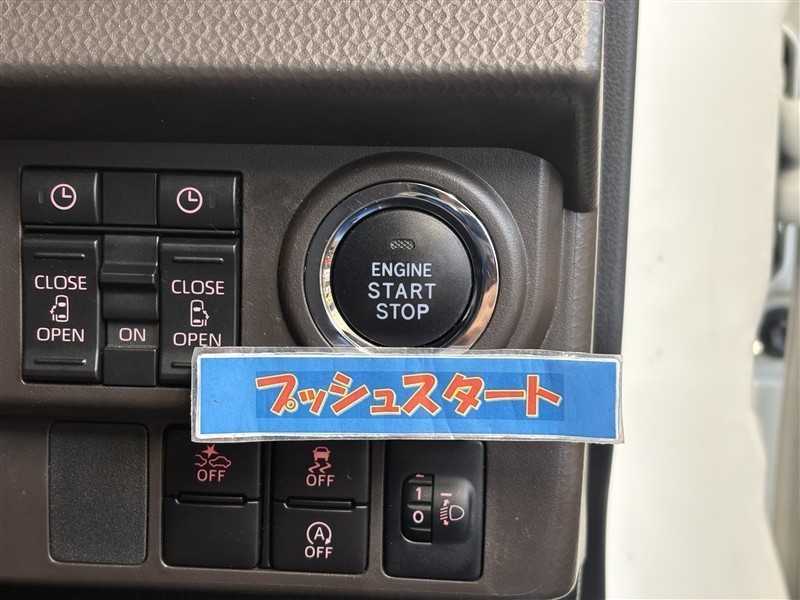 ENGINE
START
STOP
CLOSE
OPEN
ON
CLOSE
OPEN
プッシュスタート
OFF
OFF
A
OFF
1
0